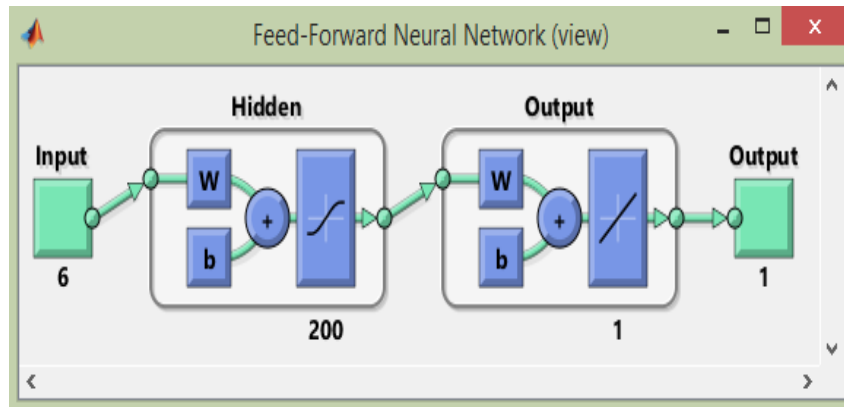 Feed-Forward Neural Network (view)
Hidden
Output
Input
Output
W
b
+
W
b
+
6
200
1
1